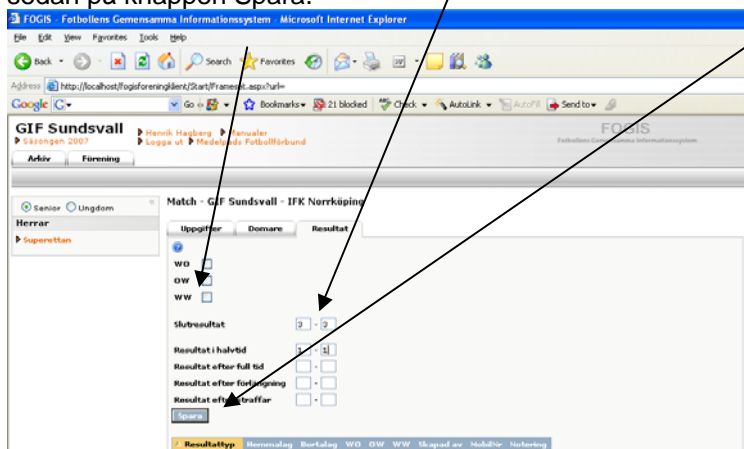 sedan på knappen Spara.
FOGIS - Fotbollens Gemensamma Informationssystem - Microsoft Internet Explorer
File Edit View Favorites Tools Help
Back Search Favorites
Address http://localhost/fogisforeningklient/Start/Frameset.aspx?url=
Google Go Bookmarks 21 blocked Check AutoLink AutoFill Send to
GIF Sundsvall Henrik Hagberg Manualer FOGIS
Säsongen 2007 Logga ut Medelpads Fotbollförbund Fotbollens Gemensamma Informationssystem
Arkiv Förening
Senior Ungdom Match - GIF Sundsvall - IFK Norrköping
Herrar
Uppgifter Domare Resultat
Superettan
WO
OW
WW
Slutresultat 3 - 3
Resultat i halvtid 1 - 1
Resultat efter full tid -
Resultat efter förlängning -
Resultat efter straffar -
Spara
Resultattyp Hemmalag Bortalag WO OW WW Skapad av MobilNr Notering